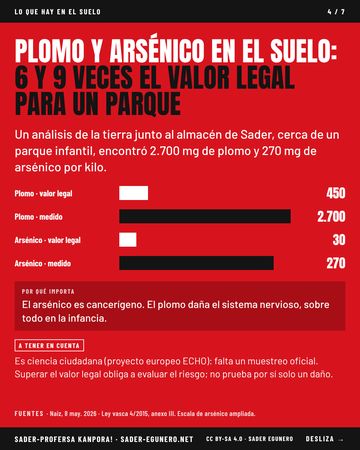 LO QUE HAY EN EL SUELO
4 / 7
PLOMO Y ARSÉNICO EN EL SUELO:
6 Y 9 VECES EL VALOR LEGAL
PARA UN PARQUE
Un análisis de la tierra junto al almacén de Sader, cerca de un
parque infantil, encontró 2.700 mg de plomo y 270 mg de
arsénico por kilo.
Plomo · valor legal 450
Plomo · medido 2.700
Arsénico · valor legal 30
Arsénico · medido 270
POR QUÉ IMPORTA
El arsénico es cancerígeno. El plomo daña el sistema nervioso, sobre
todo en la infancia.
A TENER EN CUENTA
Es ciencia ciudadana (proyecto europeo ECHO): falta un muestreo oficial.
Superar el valor legal obliga a evaluar el riesgo; no prueba por sí solo un daño.
FUENTES · Naiz, 8 may. 2026 · Ley vasca 4/2015, anexo III. Escala de arsénico ampliada.
SADER-PROFERSA KANPORA! · SADER-EGUNERO.NET
CC BY-SA 4.0 · SADER EGUNERO
DESLIZA →